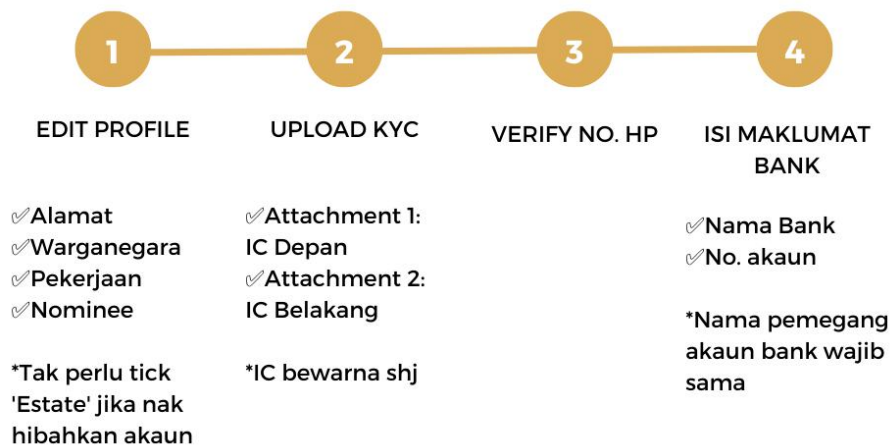 1
2
3
4
EDIT PROFILE
UPLOAD KYC
VERIFY NO. HP
ISI MAKLUMAT
BANK
✅Alamat
✅Warganegara
✅Pekerjaan
✅Nominee
*Tak perlu tick
'Estate' jika nak
hibahkan akaun
✅Attachment 1:
IC Depan
✅Attachment 2:
IC Belakang
*IC bewarna shj
✅Nama Bank
✅No. akaun
*Nama pemegang
akaun bank wajib
sama